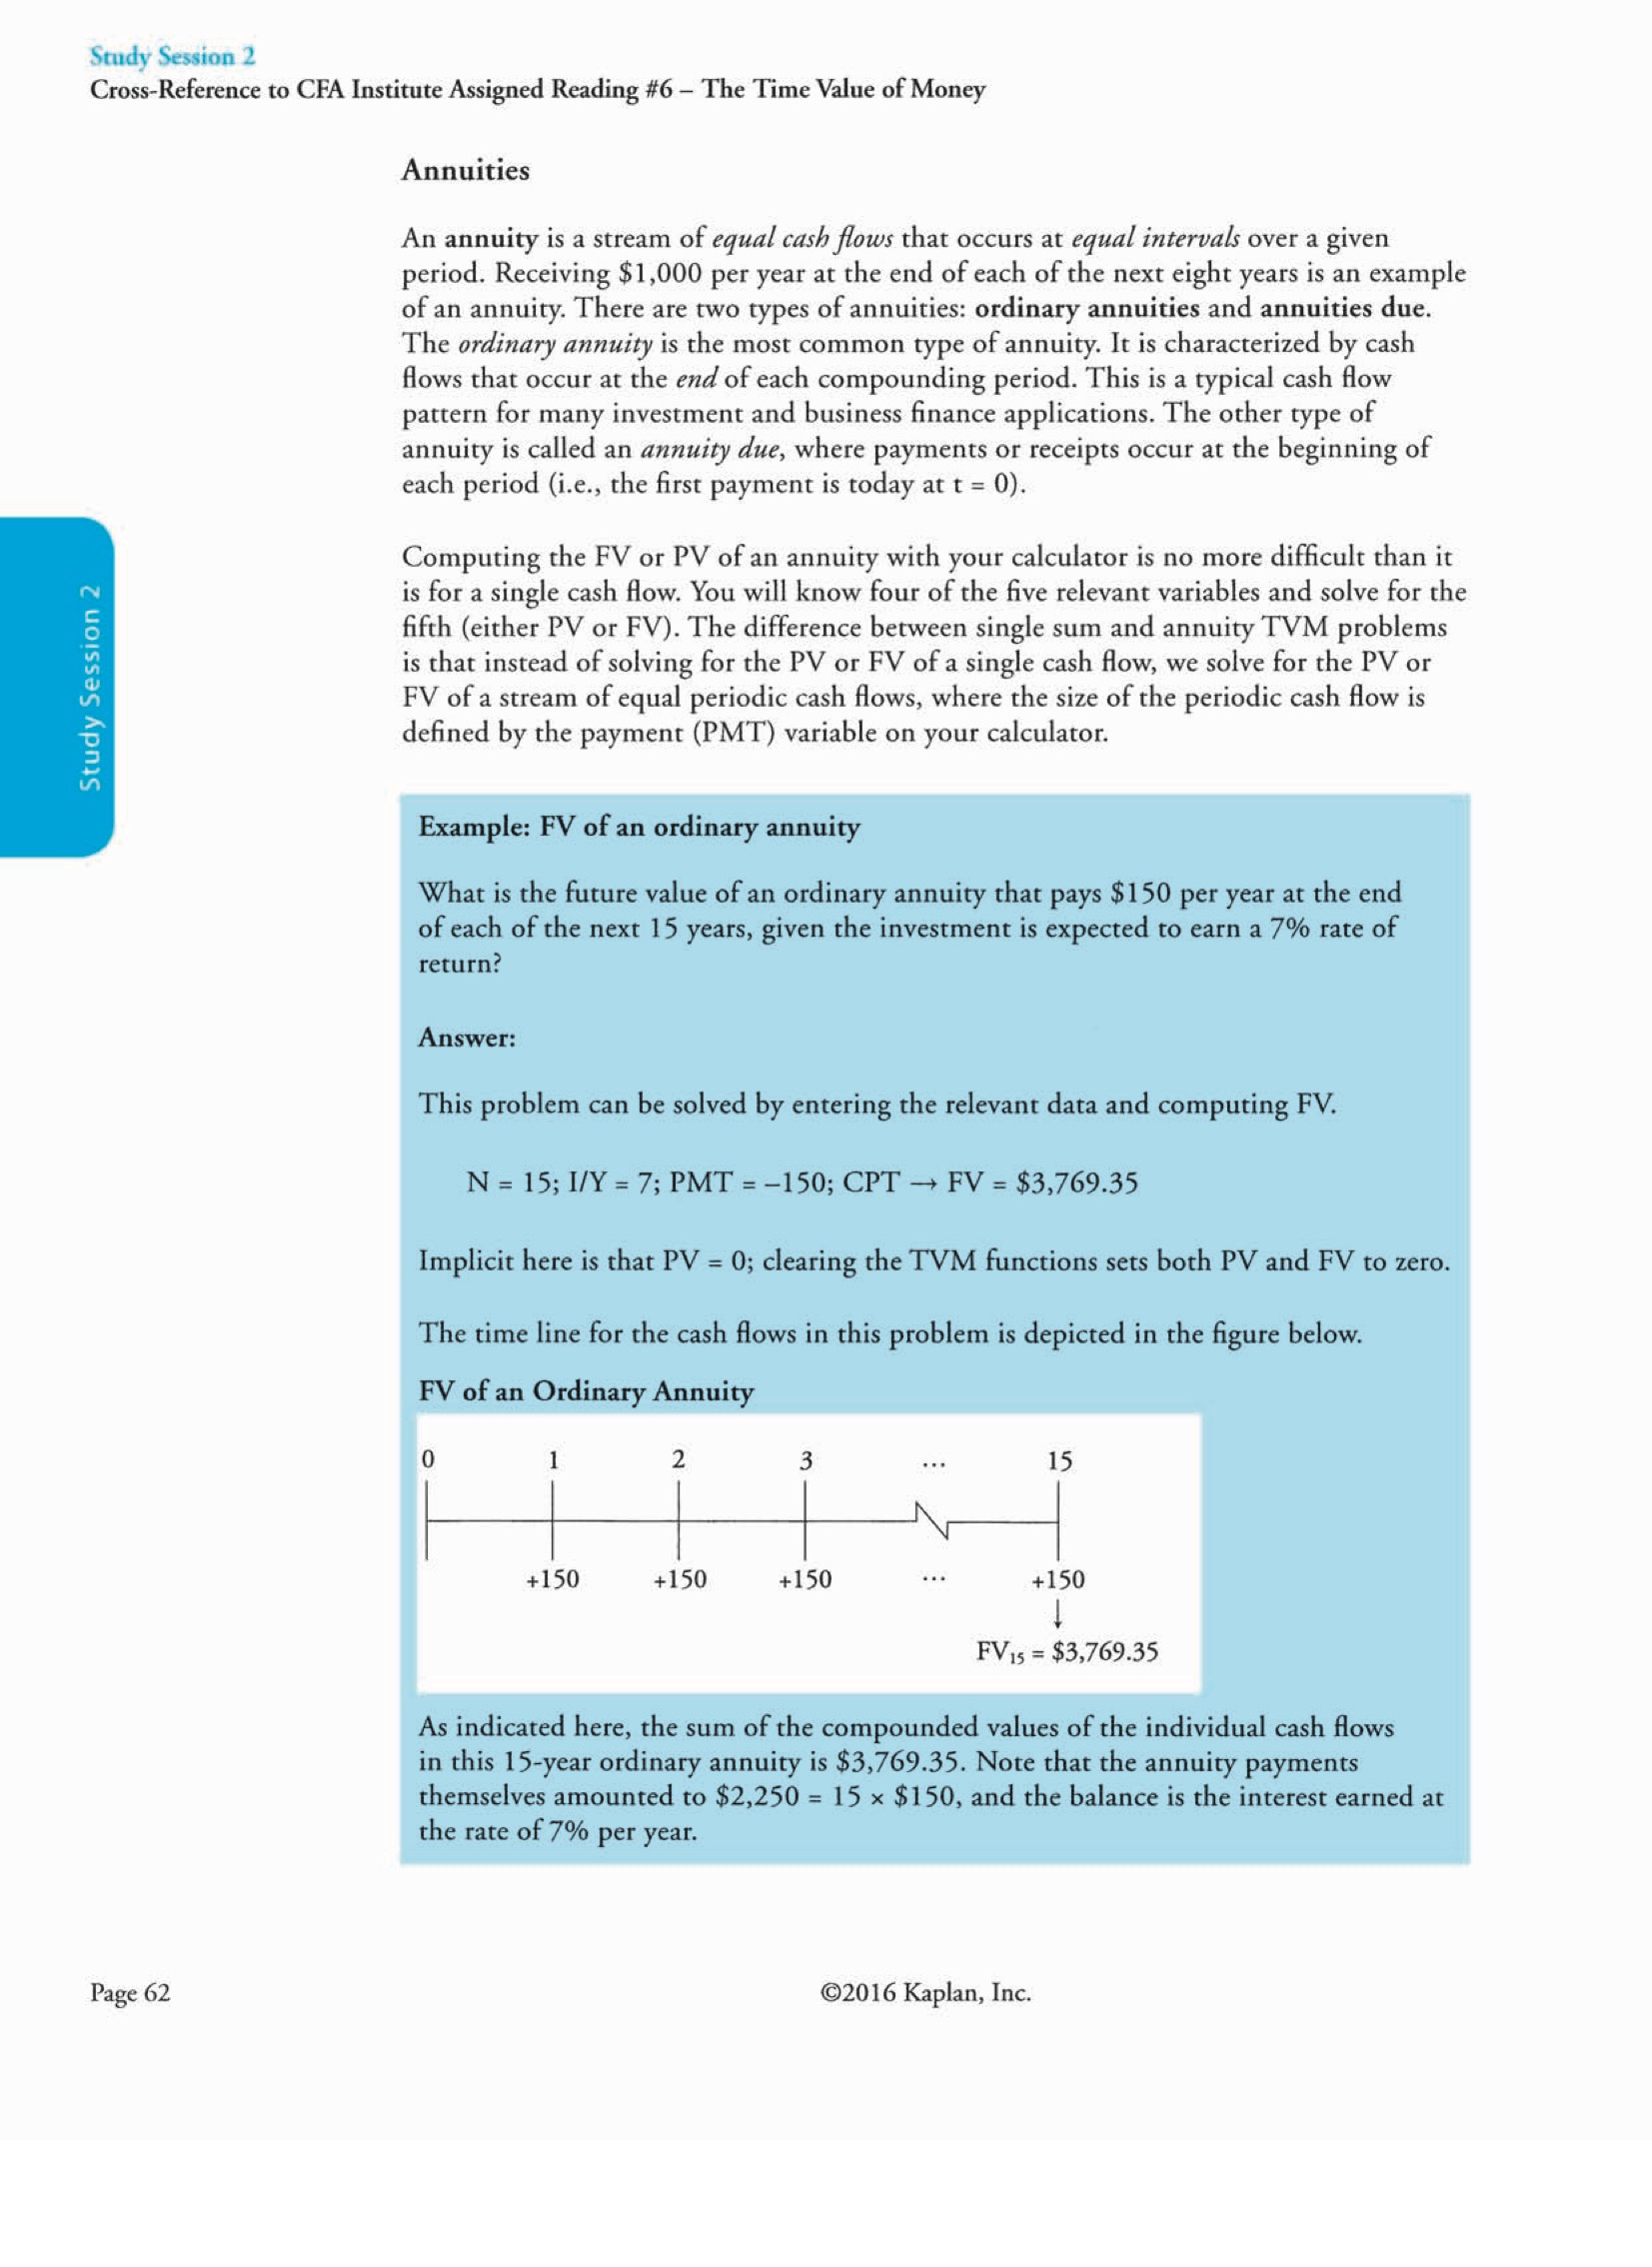 Study Session 2
Cross-Reference to CFA Institute Assigned Reading #6 – The Time Value of Money
Annuities
An annuity is a stream of equal cash flows that occurs at equal intervals over a given
period. Receiving $1,000 per year at the end of each of the next eight years is an example
of an annuity. There are two types of annuities: ordinary annuities and annuities due.
The ordinary annuity is the most common type of annuity. It is characterized by cash
flows that occur at the end of each compounding period. This is a typical cash flow
pattern for many investment and business finance applications. The other type of
annuity is called an annuity due, where payments or receipts occur at the beginning of
each period (i.e., the first payment is today at t = 0).
Computing the FV or PV of an annuity with your calculator is no more difficult than it
is for a single cash flow. You will know four of the five relevant variables and solve for the
fifth (either PV or FV). The difference between single sum and annuity TVM problems
is that instead of solving for the PV or FV of a single cash flow, we solve for the PV or
FV of a stream of equal periodic cash flows, where the size of the periodic cash flow is
defined by the payment (PMT) variable on your calculator.
Study Session 2
Example: FV of an ordinary annuity
What is the future value of an ordinary annuity that pays $150 per year at the end
of each of the next 15 years, given the investment is expected to earn a 7% rate of
return?
Answer:
This problem can be solved by entering the relevant data and computing FV.
N = 15; I/Y = 7; PMT = –150; CPT → FV = $3,769.35
Implicit here is that PV = 0; clearing the TVM functions sets both PV and FV to zero.
The time line for the cash flows in this problem is depicted in the figure below.
FV of an Ordinary Annuity
0 1 2 3 ... 15
+150 +150 +150 ... +150
↓
FV₁₅ = $3,769.35
As indicated here, the sum of the compounded values of the individual cash flows
in this 15-year ordinary annuity is $3,769.35. Note that the annuity payments
themselves amounted to $2,250 = 15 × $150, and the balance is the interest earned at
the rate of 7% per year.
Page 62 ©2016 Kaplan, Inc.